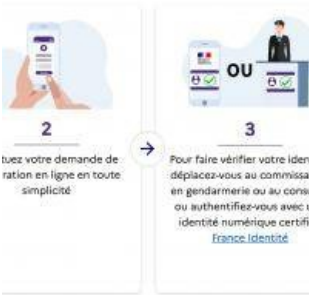 OU
2
tuez votre demande de
ration en ligne en toute
simplicité
3
Pour faire vérifier votre iden
déplacez-vous au commissa
en gendarmerie ou au cons
ou authentifiez-vous avec
identité numérique certifi
France Identité